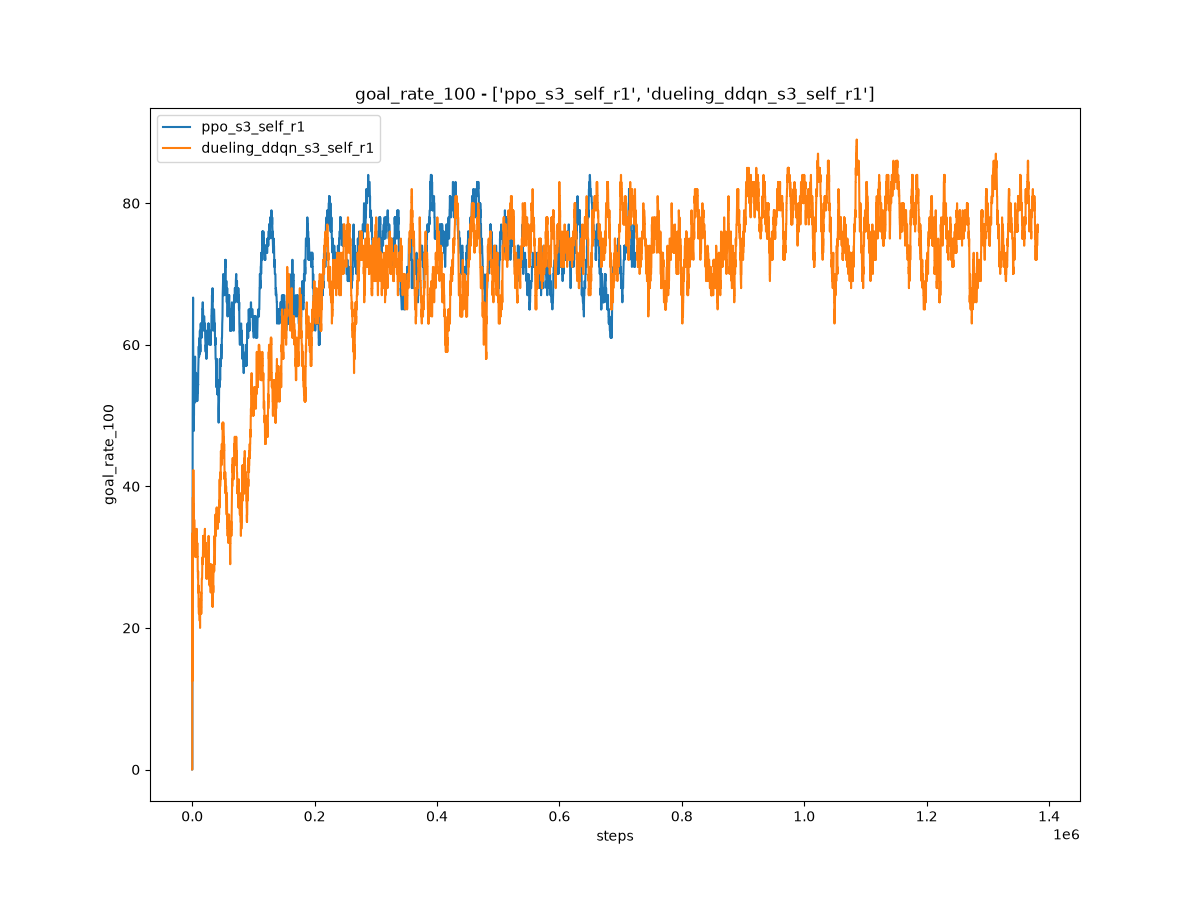 goal_rate_100 - ['ppo_s3_self_r1', 'dueling_ddqn_s3_self_r1']
ppo_s3_self_r1
dueling_ddqn_s3_self_r1
goal_rate_100
80
60
40
20
0
0.0 0.2 0.4 0.6 0.8 1.0 1.2 1.4
steps
1e6